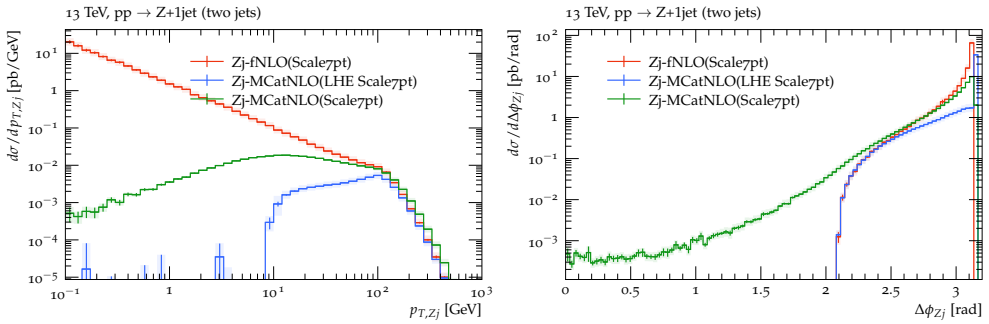 13 TeV, pp → Z+1jet (two jets)
dσ/dp_{T,Zj} [pb/GeV]
10^1
1
10^{-1}
10^{-2}
10^{-3}
10^{-4}
10^{-5}
Zj-fNLO(Scale7pt)
Zj-MCatNLO(LHE Scale7pt)
Zj-MCatNLO(Scale7pt)
10^{-1} 1 10^1 10^2 10^3
p_{T,Zj} [GeV]
13 TeV, pp → Z+1jet (two jets)
dσ/dΔϕ_{Zj} [pb/rad]
10^2
10^1
1
10^{-1}
10^{-2}
10^{-3}
Zj-fNLO(Scale7pt)
Zj-MCatNLO(LHE Scale7pt)
Zj-MCatNLO(Scale7pt)
0 0.5 1 1.5 2 2.5 3
Δϕ_{Zj} [rad]